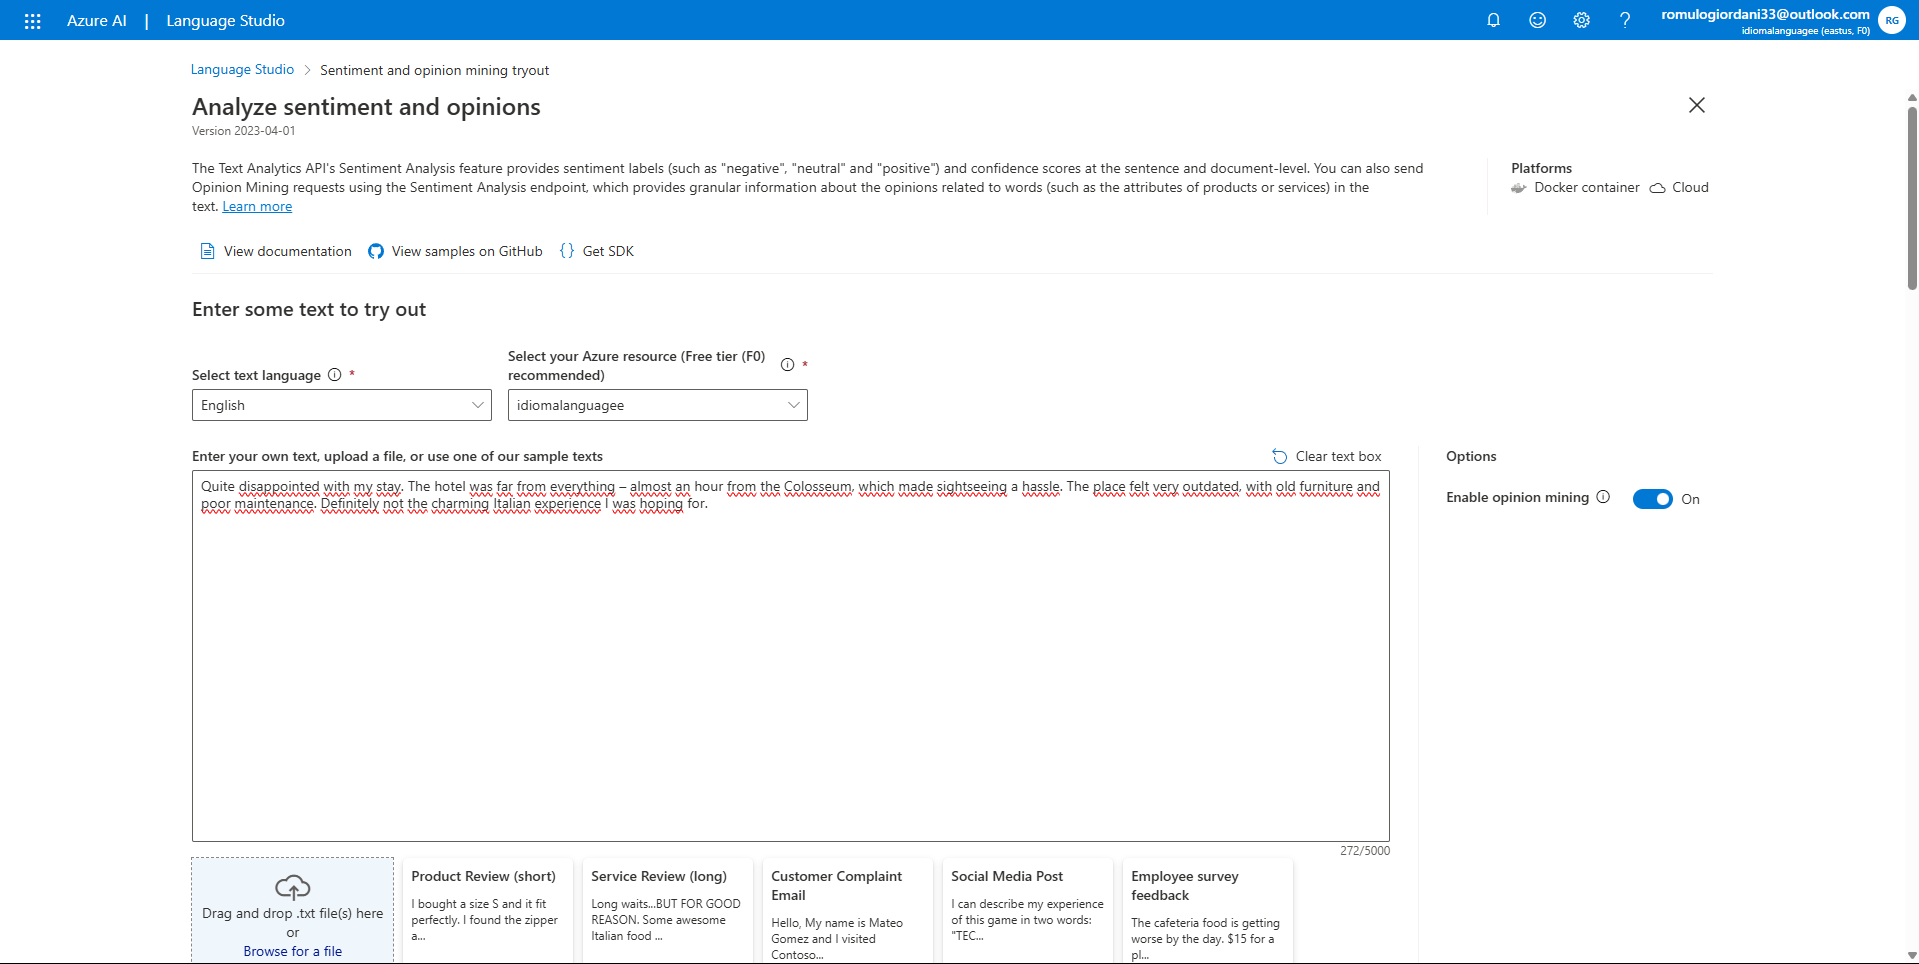 Azure AI | Language Studio
romulogiordani33@outlook.com
idiomalanguagee (eastus, F0)
RG
Language Studio > Sentiment and opinion mining tryout
Analyze sentiment and opinions
Version 2023-04-01
The Text Analytics API's Sentiment Analysis feature provides sentiment labels (such as "negative", "neutral" and "positive") and confidence scores at the sentence and document-level. You can also send
Opinion Mining requests using the Sentiment Analysis endpoint, which provides granular information about the opinions related to words (such as the attributes of products or services) in the
text. Learn more
Platforms
Docker container Cloud
View documentation View samples on GitHub {} Get SDK
Enter some text to try out
Select text language *
English
Select your Azure resource (Free tier (F0)
recommended) *
idiomalanguagee
Enter your own text, upload a file, or use one of our sample texts
Clear text box
Quite disappointed with my stay. The hotel was far from everything – almost an hour from the Colosseum, which made sightseeing a hassle. The place felt very outdated, with old furniture and
poor maintenance. Definitely not the charming Italian experience I was hoping for.
272/5000
Options
Enable opinion mining On
Drag and drop .txt file(s) here
or
Browse for a file
Product Review (short)
I bought a size S and it fit
perfectly. I found the zipper
a...
Service Review (long)
Long waits...BUT FOR GOOD
REASON. Some awesome
Italian food ...
Customer Complaint
Email
Hello, My name is Mateo
Gomez and I visited
Contoso...
Social Media Post
I can describe my experience
of this game in two words:
"TEC...
Employee survey
feedback
The cafeteria food is getting
worse by the day. $15 for a
pl...